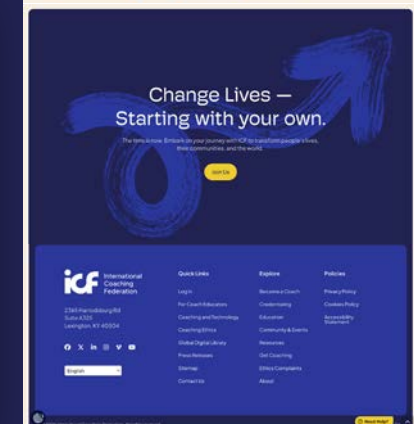 Change Lives —
Starting with your own.
The time is now. Embark on your journey with ICF to transform people's lives,
their communities, and the world.
Join Us
icf International
Coaching
Federation
2365 Harrodsburg Rd
Suite A325
Lexington, KY 40504
English
Quick Links
Log In
For Coach Educators
Coaching and Technology
Coaching Ethics
Global Digital Library
Press Releases
Sitemap
Contact Us
Explore
Become a Coach
Credentialing
Education
Community & Events
Resources
Get Coaching
Ethics Complaints
About
Policies
Privacy Policy
Cookies Policy
Accessibility
Statement
Need Help?